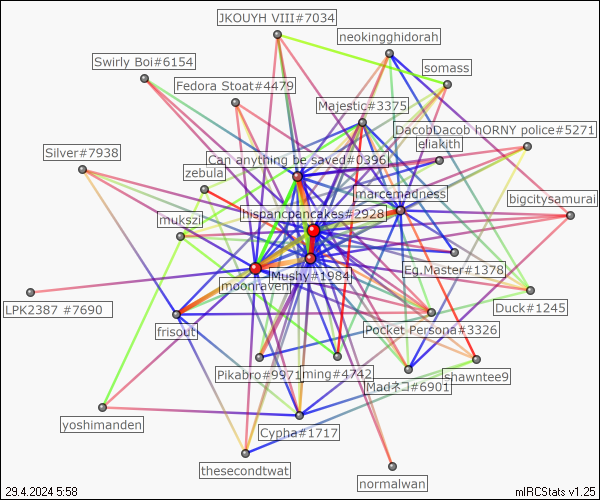 JKOUYH VIII#7034
neokingghidorah
Swirly Boi#6154
somass
Fedora Stoat#4479
Majestic#3375
DacobDacob hORNY police#5271
eliakith
Silver#7938
Can anything be saved#0396
zebula
marcemadness
bigcitysamurai
hispancpancakes#2928
mukszi
Mushy#1984
Eg.Master#1378
moonraven
LPK2387 #7690
Duck#1245
frisout
Pocket Persona#3326
Pikabro#9971
ming#4742
Madネコ#6901
shawntee9
yoshimanden
Cypha#1717
thesecondtwat
normalwan
29.4.2024 5:58
mIRCStats v1.25